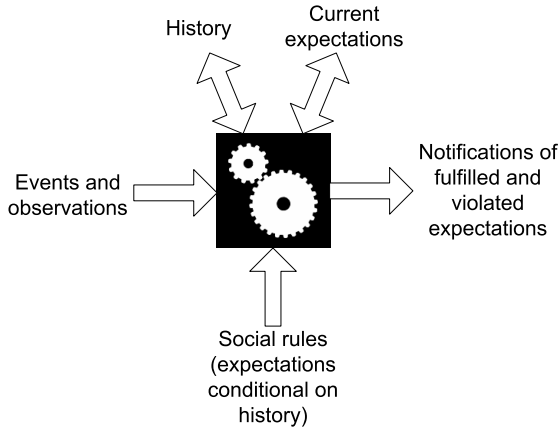 History
Current
expectations
Events and
observations
Notifications of
fulfilled and
violated
expectations
Social rules
(expectations
conditional on
history)